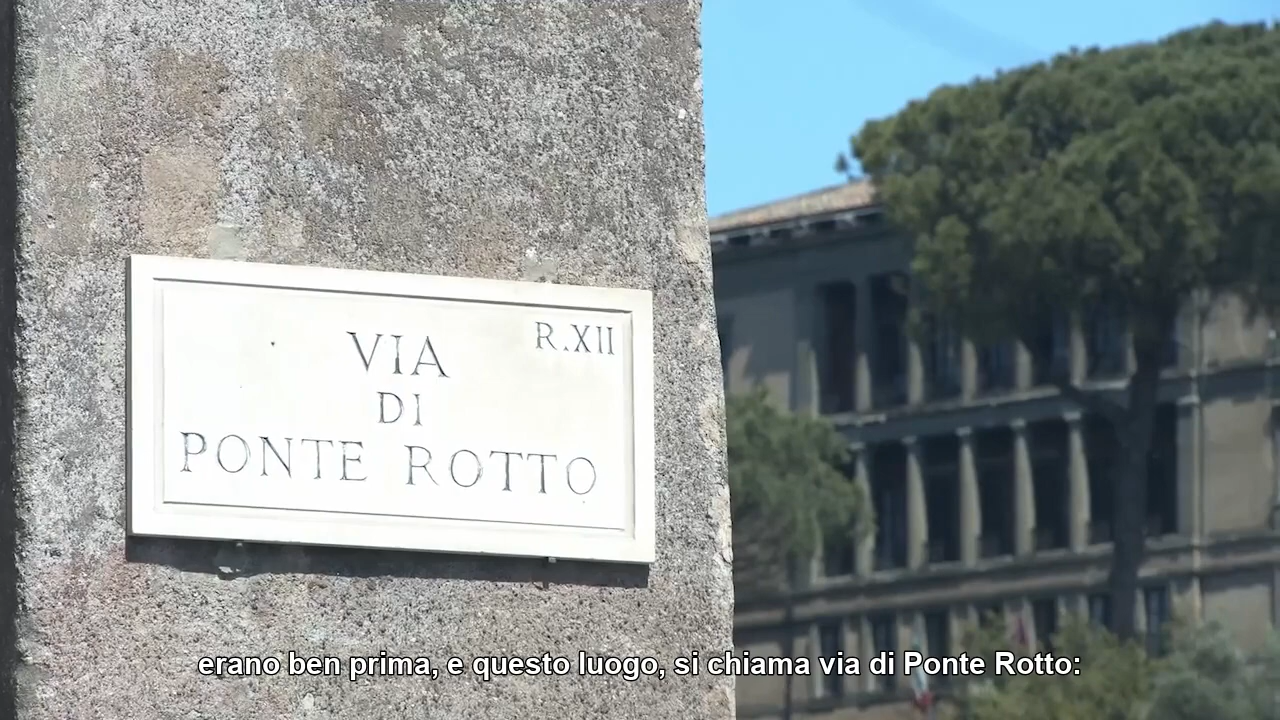 R.XII
VIA
DI
PONTE ROTTO
erano ben prima, e questo luogo, si chiama via di Ponte Rotto: